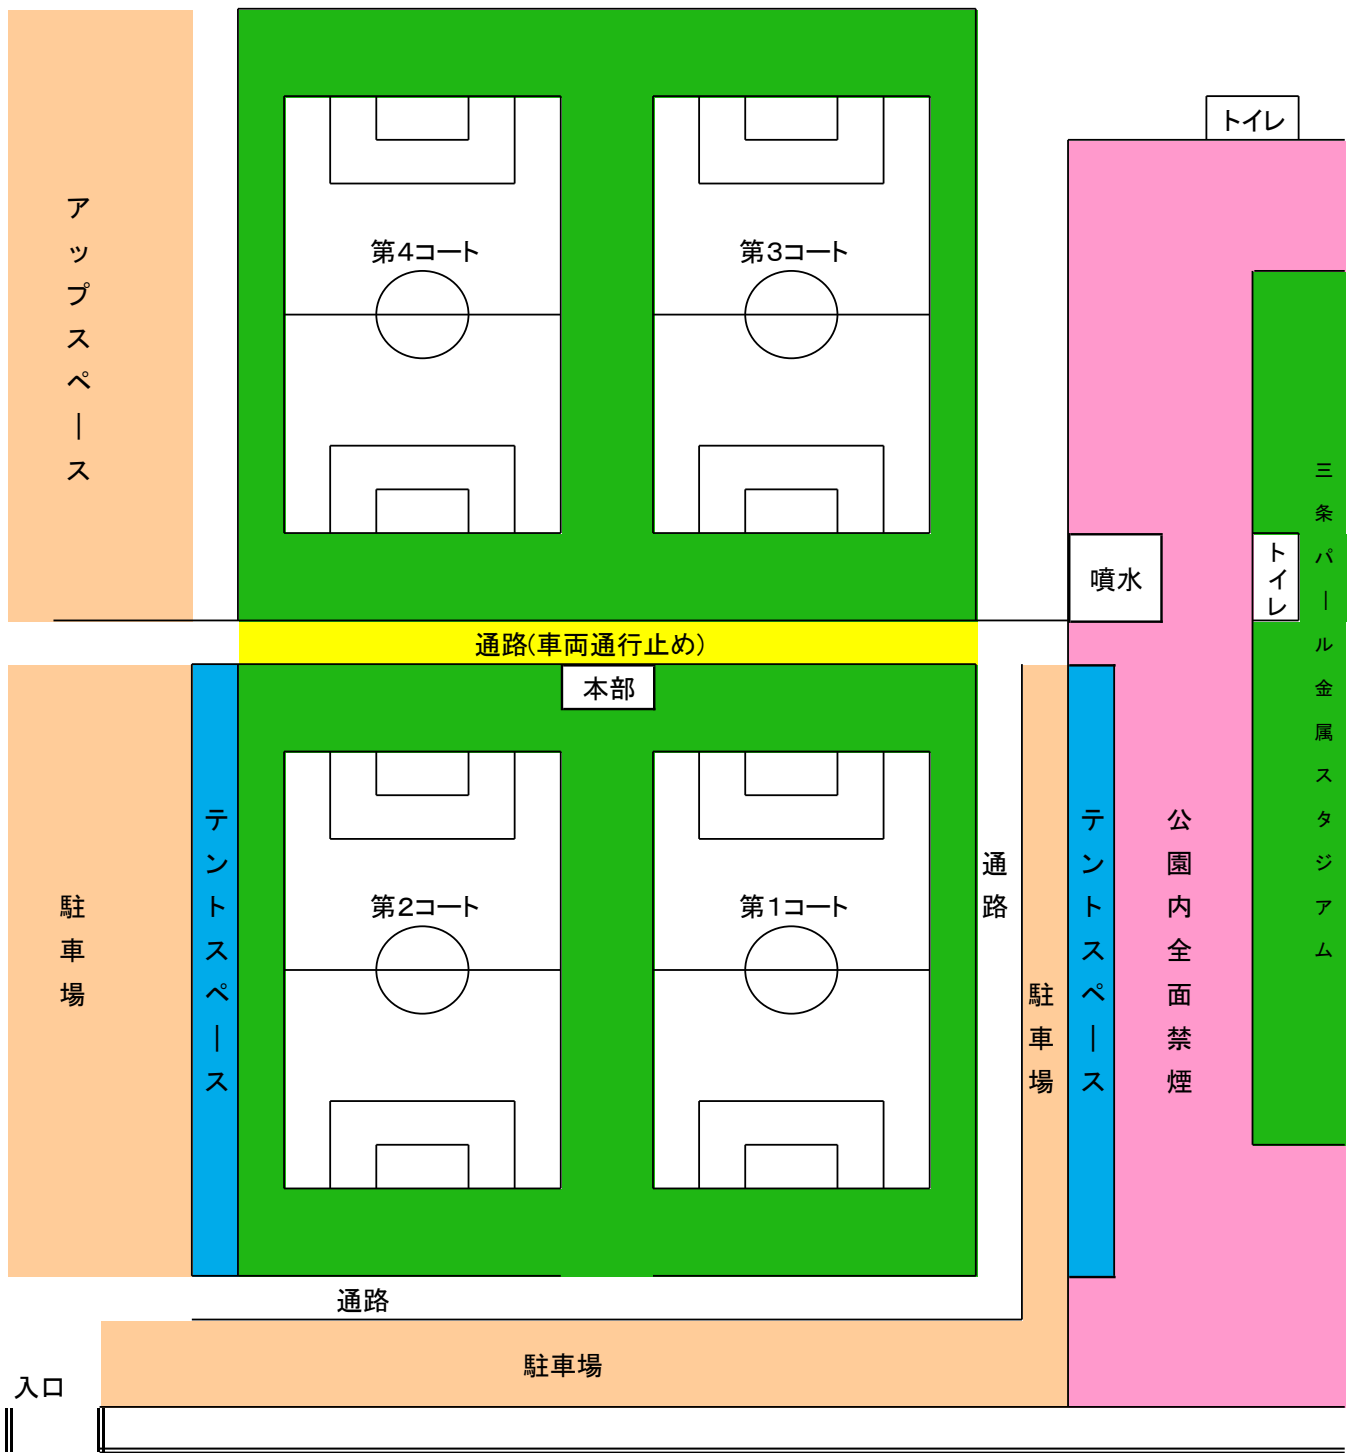 トイレ
アップスペース
第4コート
第3コート
三条パール金属スタジアム
噴水
トイレ
通路(車両通行止め)
本部
テントスペース
テントスペース
公園内全面禁煙
通路
駐車場
第2コート
第1コート
駐車場
通路
駐車場
入口